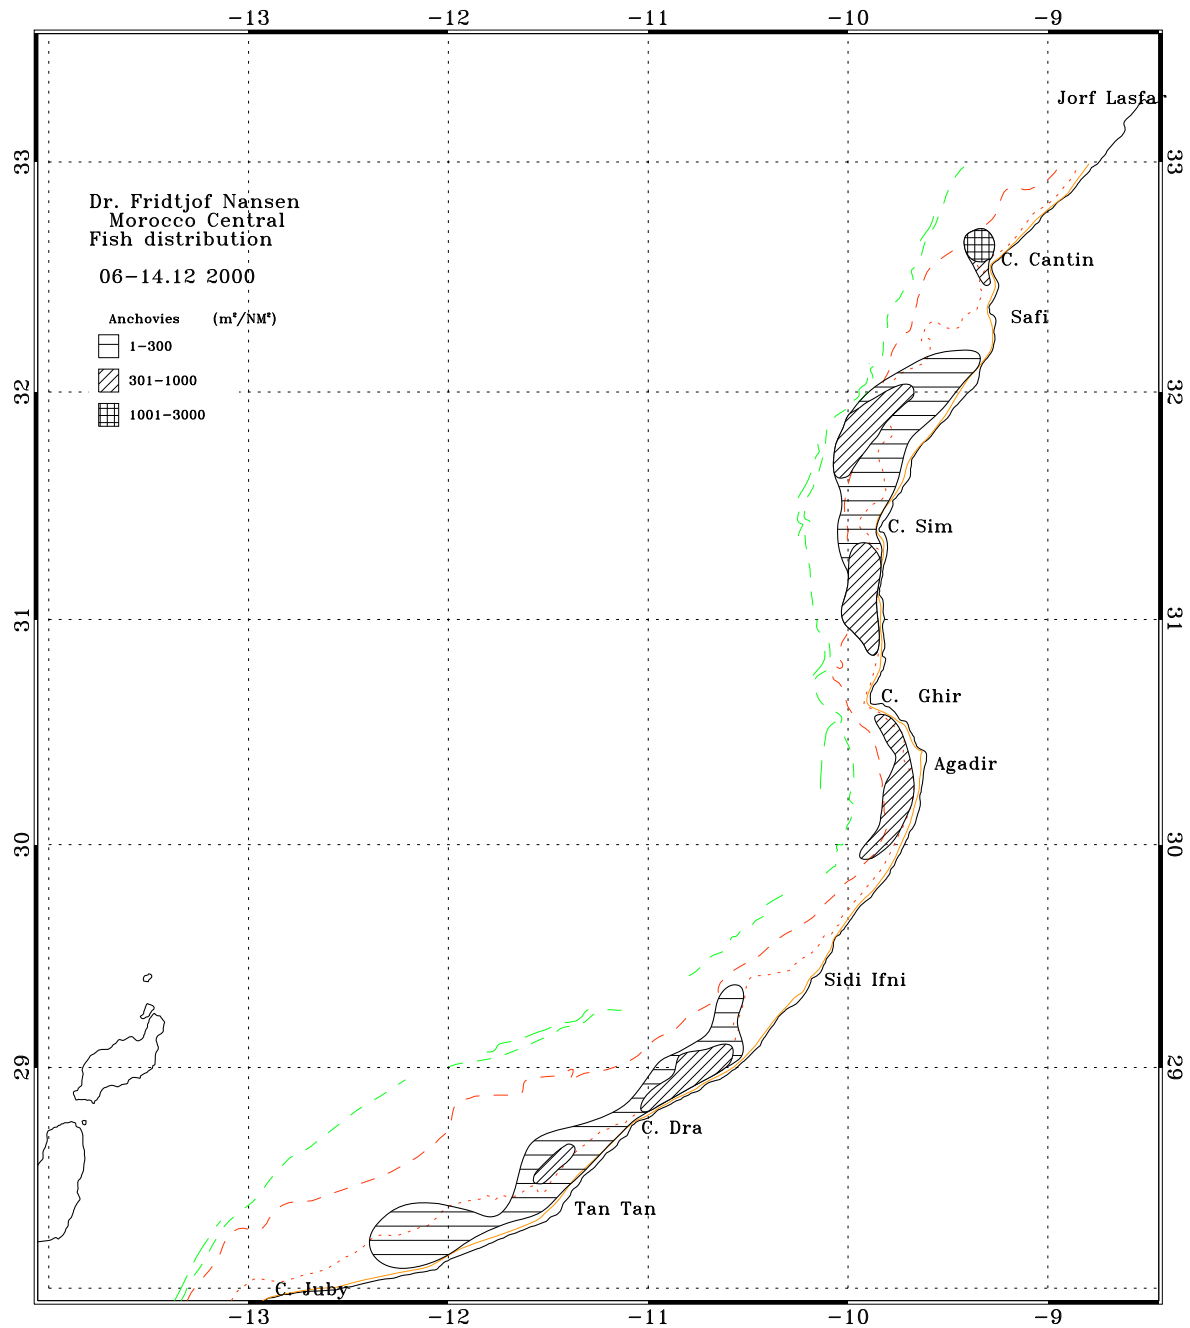 -13 -12 -11 -10 -9
Jorf Lasfar
33 33
Dr. Fridtjof Nansen
Morocco Central
Fish distribution
C. Cantin
06-14.12 2000
Anchovies (m²/NM²)
Safi
1-300
301-1000
32 32
1001-3000
C. Sim
31 31
C. Ghir
Agadir
30 30
Sidi Ifni
29 29
C. Dra
Tan Tan
C. Juby
-13 -12 -11 -10 -9